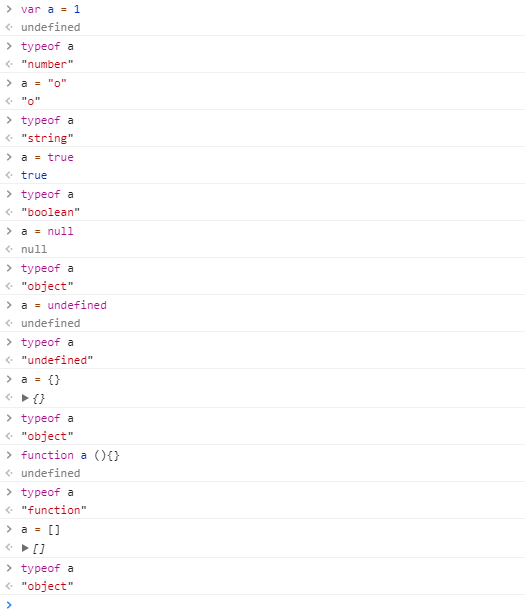 var a = 1
undefined
typeof a
"number"
a = "o"
"o"
typeof a
"string"
a = true
true
typeof a
"boolean"
a = null
null
typeof a
"object"
a = undefined
undefined
typeof a
"undefined"
a = {}
{}
typeof a
"object"
function a (){}
undefined
typeof a
"function"
a = []
[]
typeof a
"object"